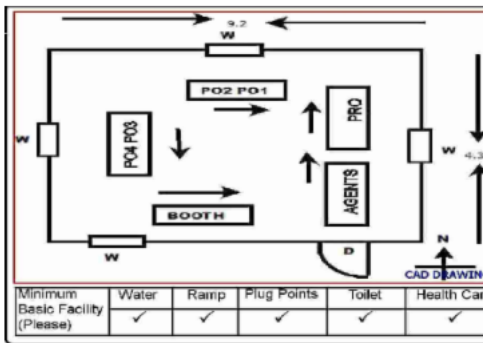 9.2
W
PO2 PO1
PRO
PO4 PO3
W
W
4.3
AGENTS
BOOTH
D
N
W
CAD DRAWING
Minimum Basic Facility (Please) Water Ramp Plug Points Toilet Health Car
✓ ✓ ✓ ✓ ✓